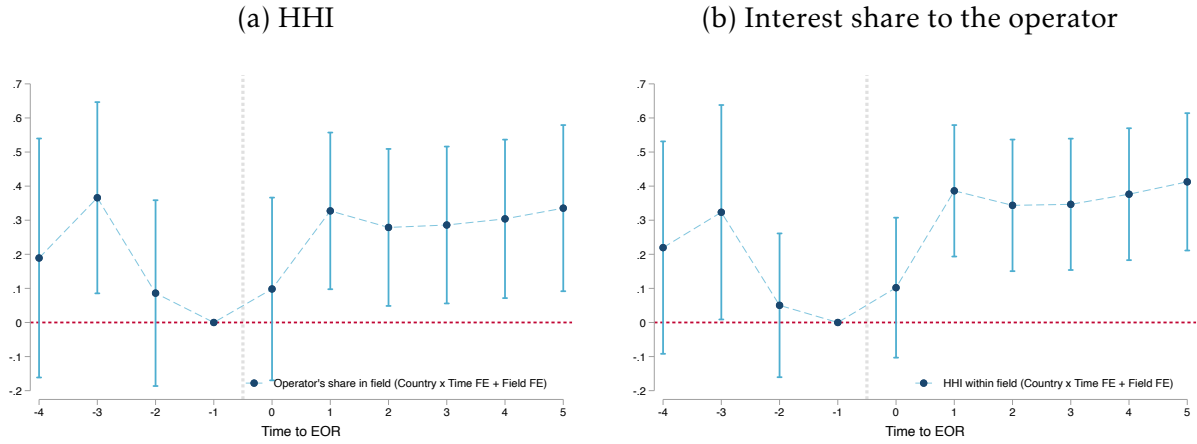 (a) HHI
(b) Interest share to the operator
.7
.6
.5
.4
.3
.2
.1
0
-.1
-.2
-4 -3 -2 -1 0 1 2 3 4 5
Time to EOR
Operator's share in field (Country x Time FE + Field FE)
.7
.6
.5
.4
.3
.2
.1
0
-.1
-.2
-4 -3 -2 -1 0 1 2 3 4 5
Time to EOR
HHI within field (Country x Time FE + Field FE)